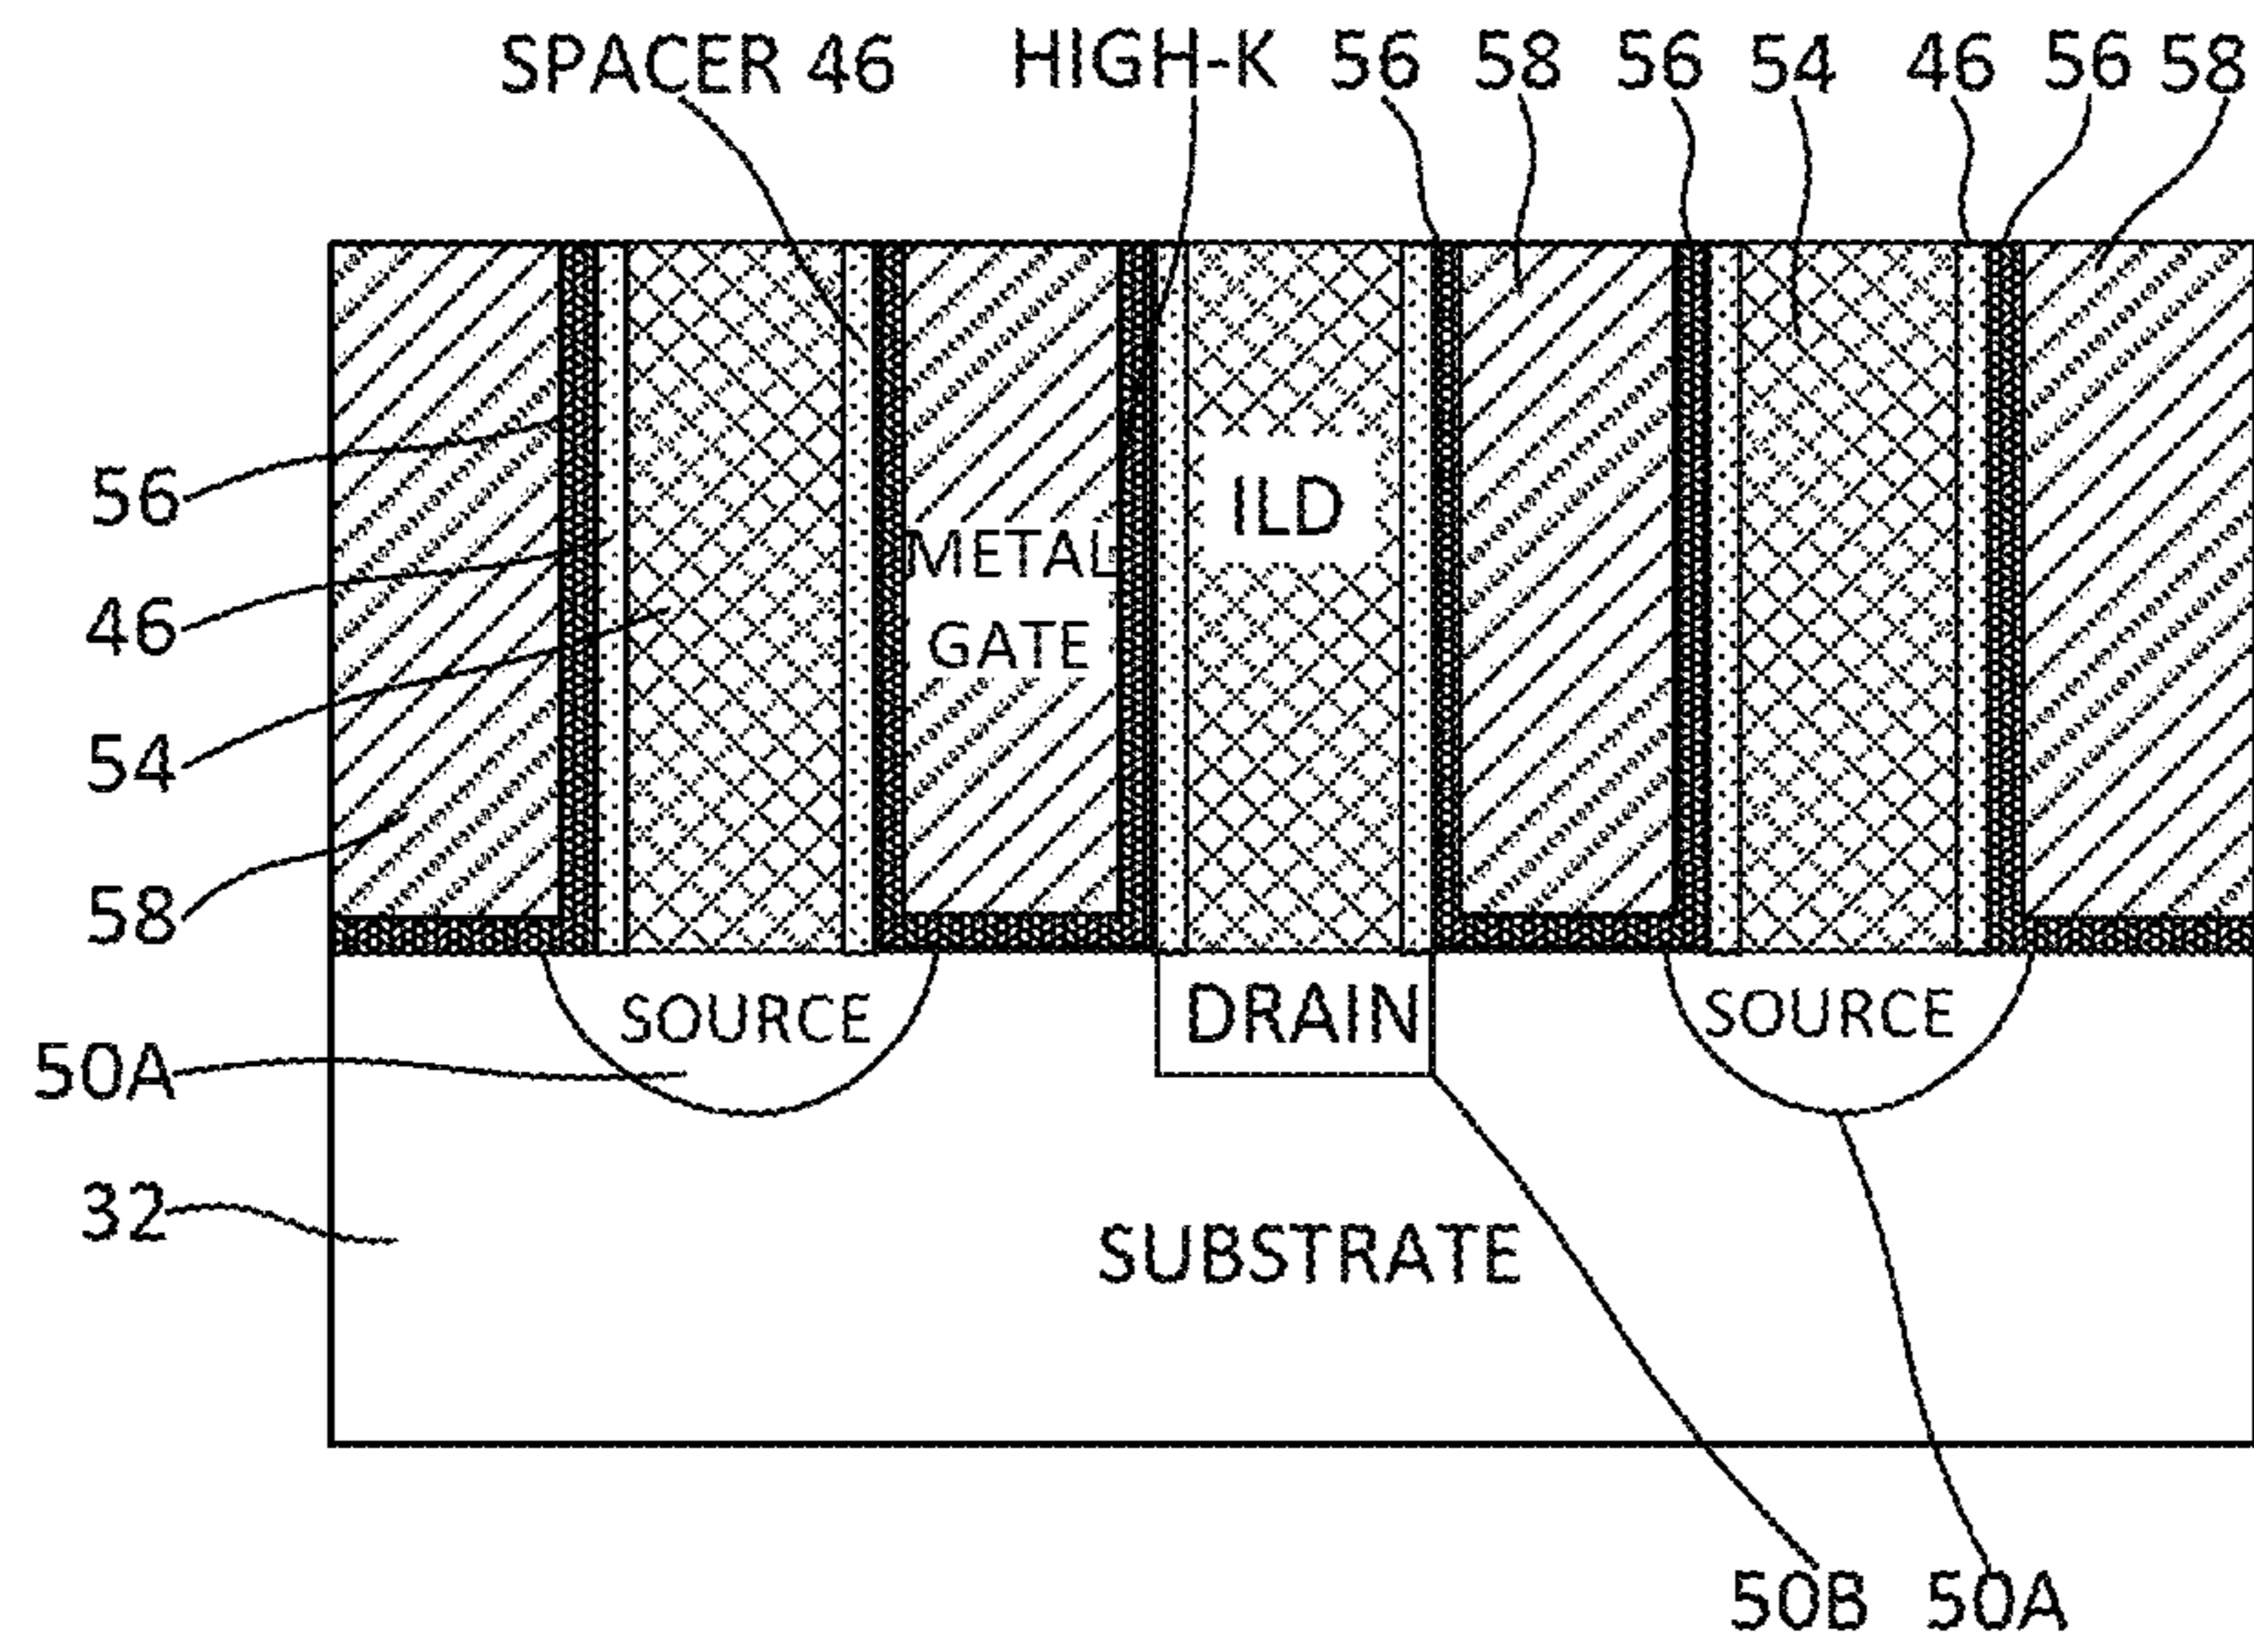 SPACER 46 HIGH-K 56 58 56 54 46 56 58
56
ILD
METAL
46
GATE
54
58
SOURCE DRAIN SOURCE
50A
32
SUBSTRATE
50B 50A